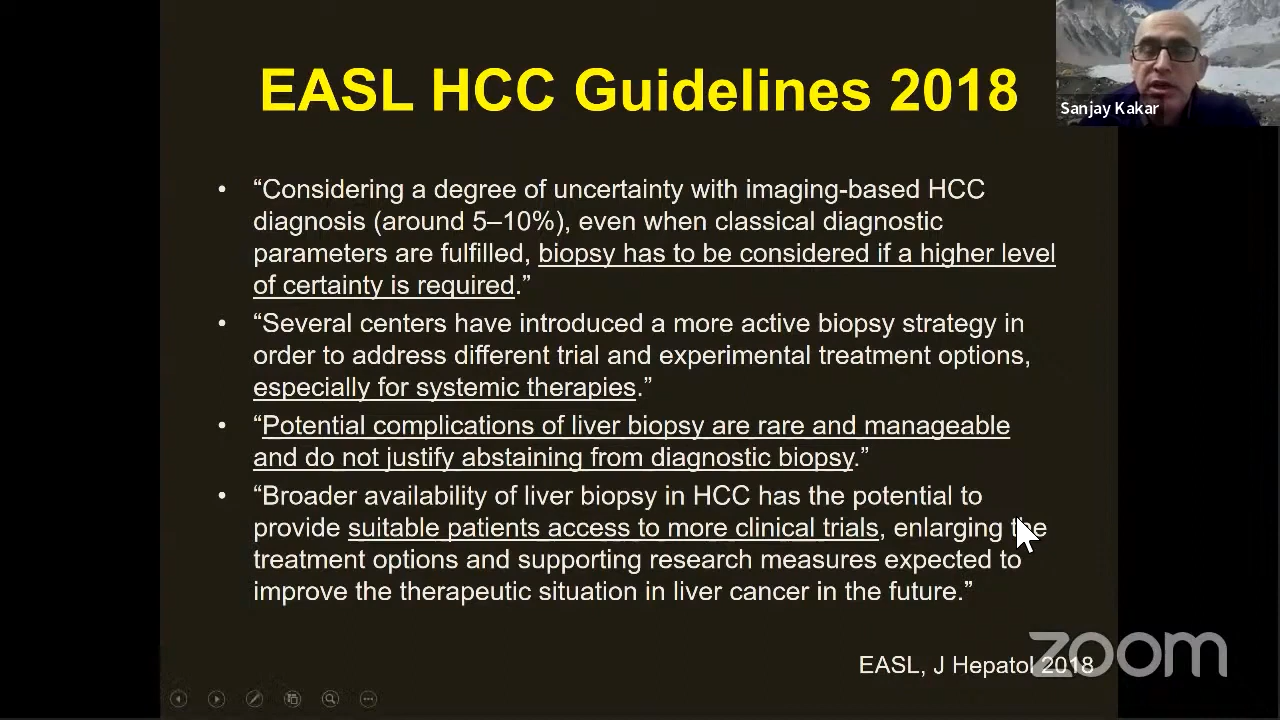 EASL HCC Guidelines 2018
Sanjay Kakar
• “Considering a degree of uncertainty with imaging-based HCC
diagnosis (around 5–10%), even when classical diagnostic
parameters are fulfilled, biopsy has to be considered if a higher level
of certainty is required.”
• “Several centers have introduced a more active biopsy strategy in
order to address different trial and experimental treatment options,
especially for systemic therapies.”
• “Potential complications of liver biopsy are rare and manageable
and do not justify abstaining from diagnostic biopsy.”
• “Broader availability of liver biopsy in HCC has the potential to
provide suitable patients access to more clinical trials, enlarging the
treatment options and supporting research measures expected to
improve the therapeutic situation in liver cancer in the future.”
EASL, J Hepatol 2018
zoom